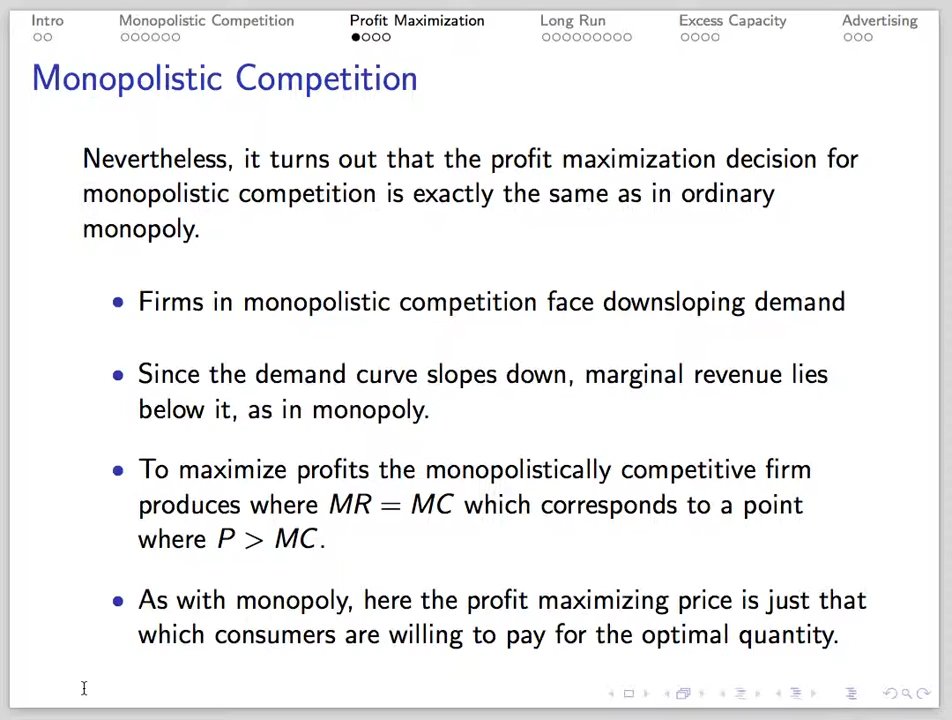 Intro Monopolistic Competition Profit Maximization Long Run Excess Capacity Advertising
Monopolistic Competition
Nevertheless, it turns out that the profit maximization decision for
monopolistic competition is exactly the same as in ordinary
monopoly.
• Firms in monopolistic competition face downsloping demand
• Since the demand curve slopes down, marginal revenue lies
below it, as in monopoly.
• To maximize profits the monopolistically competitive firm
produces where MR = MC which corresponds to a point
where P > MC.
• As with monopoly, here the profit maximizing price is just that
which consumers are willing to pay for the optimal quantity.